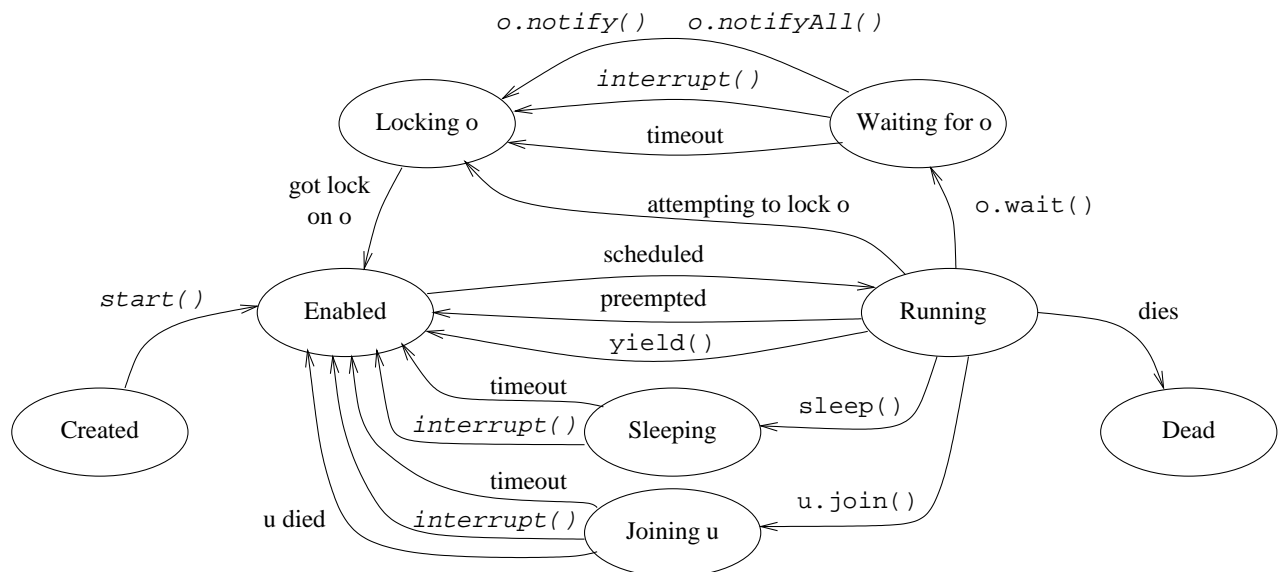 o.notify() o.notifyAll()
interrupt()
Locking o
Waiting for o
timeout
got lock
on o
attempting to lock o
o.wait()
scheduled
start()
preempted
Enabled
Running
dies
yield()
timeout
sleep()
Created
interrupt()
Sleeping
Dead
timeout
u.join()
u died
interrupt()
Joining u